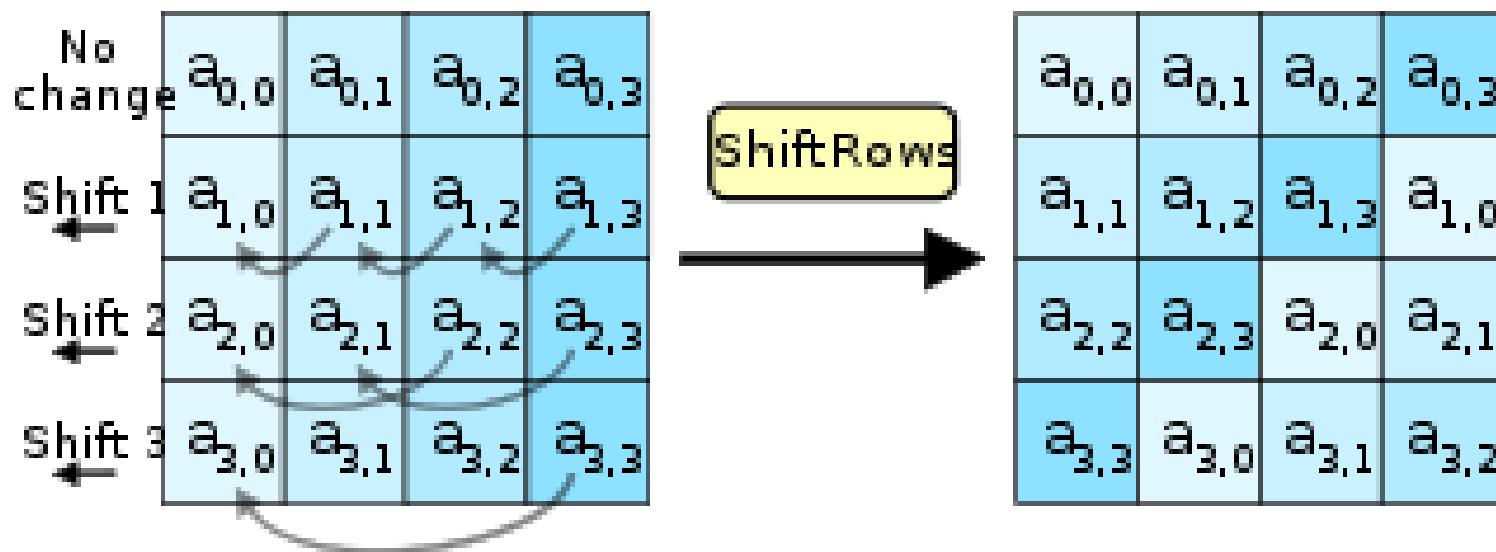 No
change
a0,0 a0,1 a0,2 a0,3
ShiftRows
a0,0 a0,1 a0,2 a0,3
Shift 1
a1,0 a1,1 a1,2 a1,3
a1,1 a1,2 a1,3 a1,0
Shift 2
a2,0 a2,1 a2,2 a2,3
a2,2 a2,3 a2,0 a2,1
Shift 3
a3,0 a3,1 a3,2 a3,3
a3,3 a3,0 a3,1 a3,2